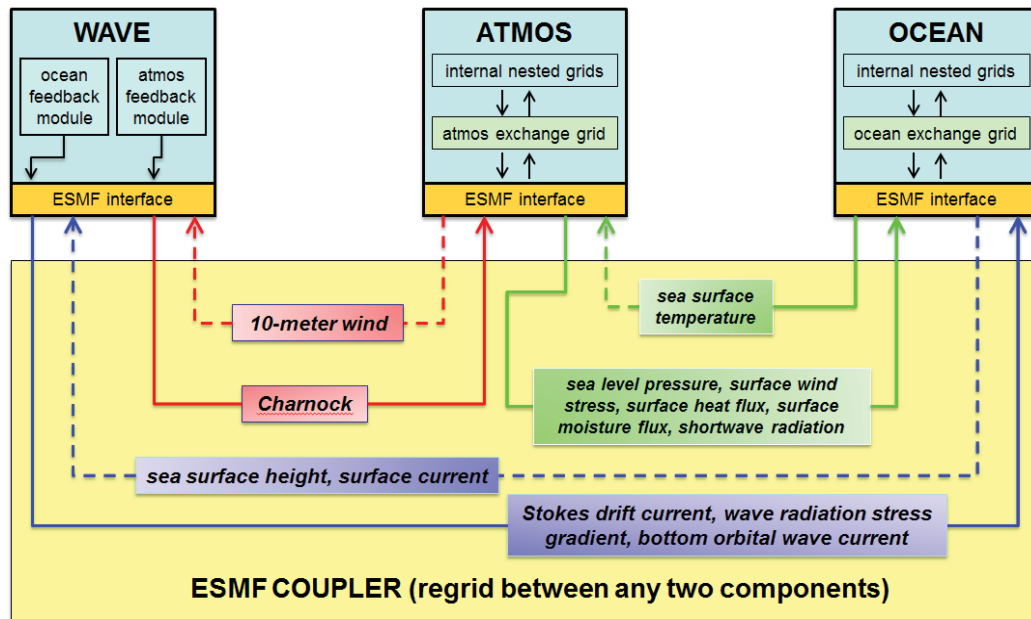 WAVE
ocean
feedback
module
atmos
feedback
module
ESMF interface
ATMOS
internal nested grids
atmos exchange grid
ESMF interface
OCEAN
internal nested grids
ocean exchange grid
ESMF interface
10-meter wind
sea surface
temperature
Charnock
sea level pressure, surface wind
stress, surface heat flux, surface
moisture flux, shortwave radiation
sea surface height, surface current
Stokes drift current, wave radiation stress
gradient, bottom orbital wave current
ESMF COUPLER (regrid between any two components)